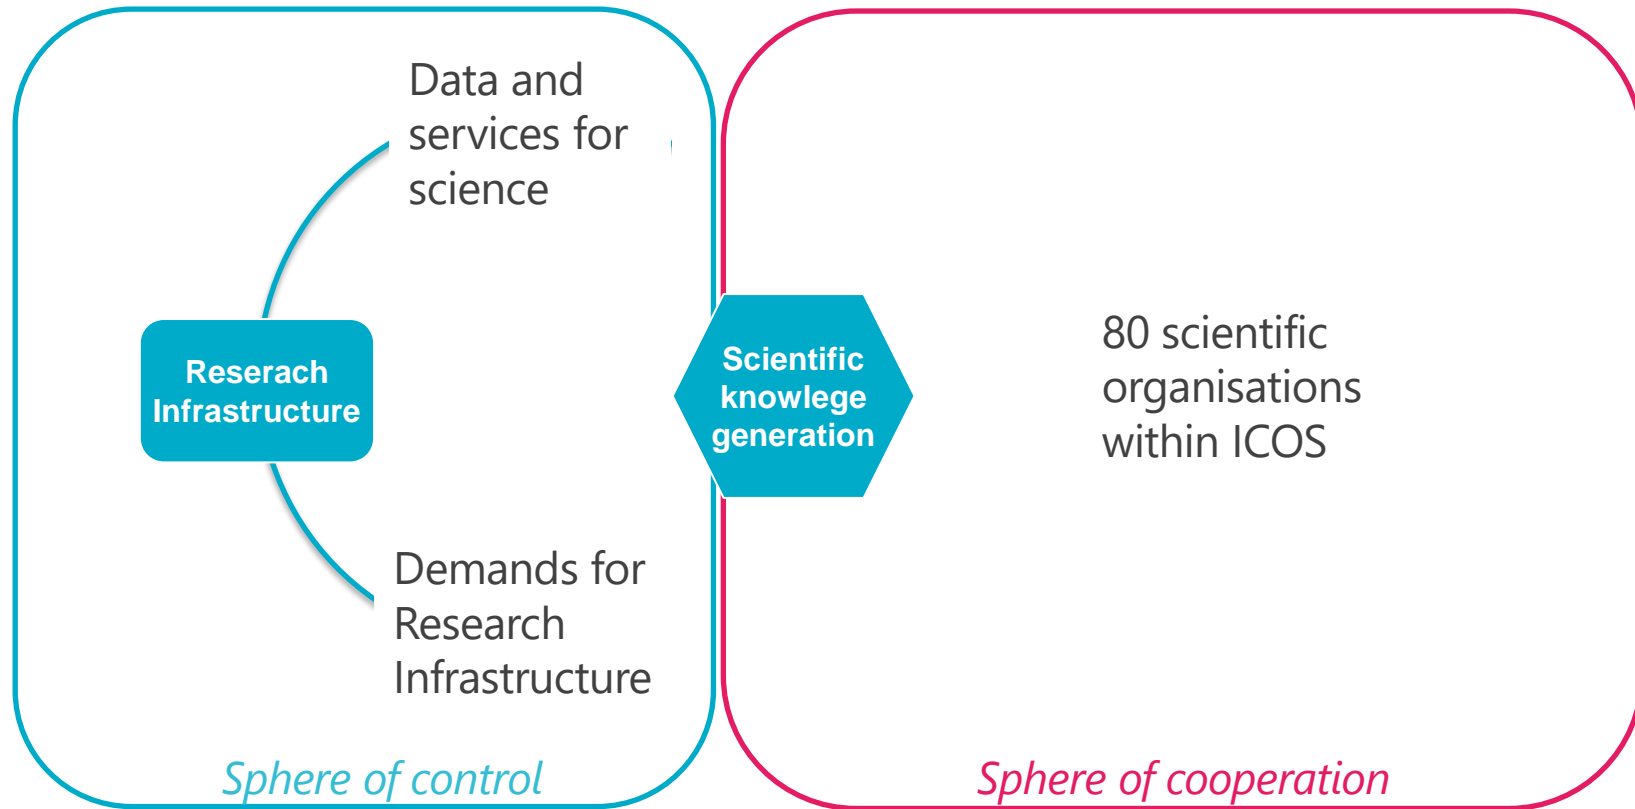 Data and
services for
science
Reserach
Infrastructure
Demands for
Research
Infrastructure
Sphere of control
Scientific
knowlege
generation
80 scientific
organisations
within ICOS
Sphere of cooperation